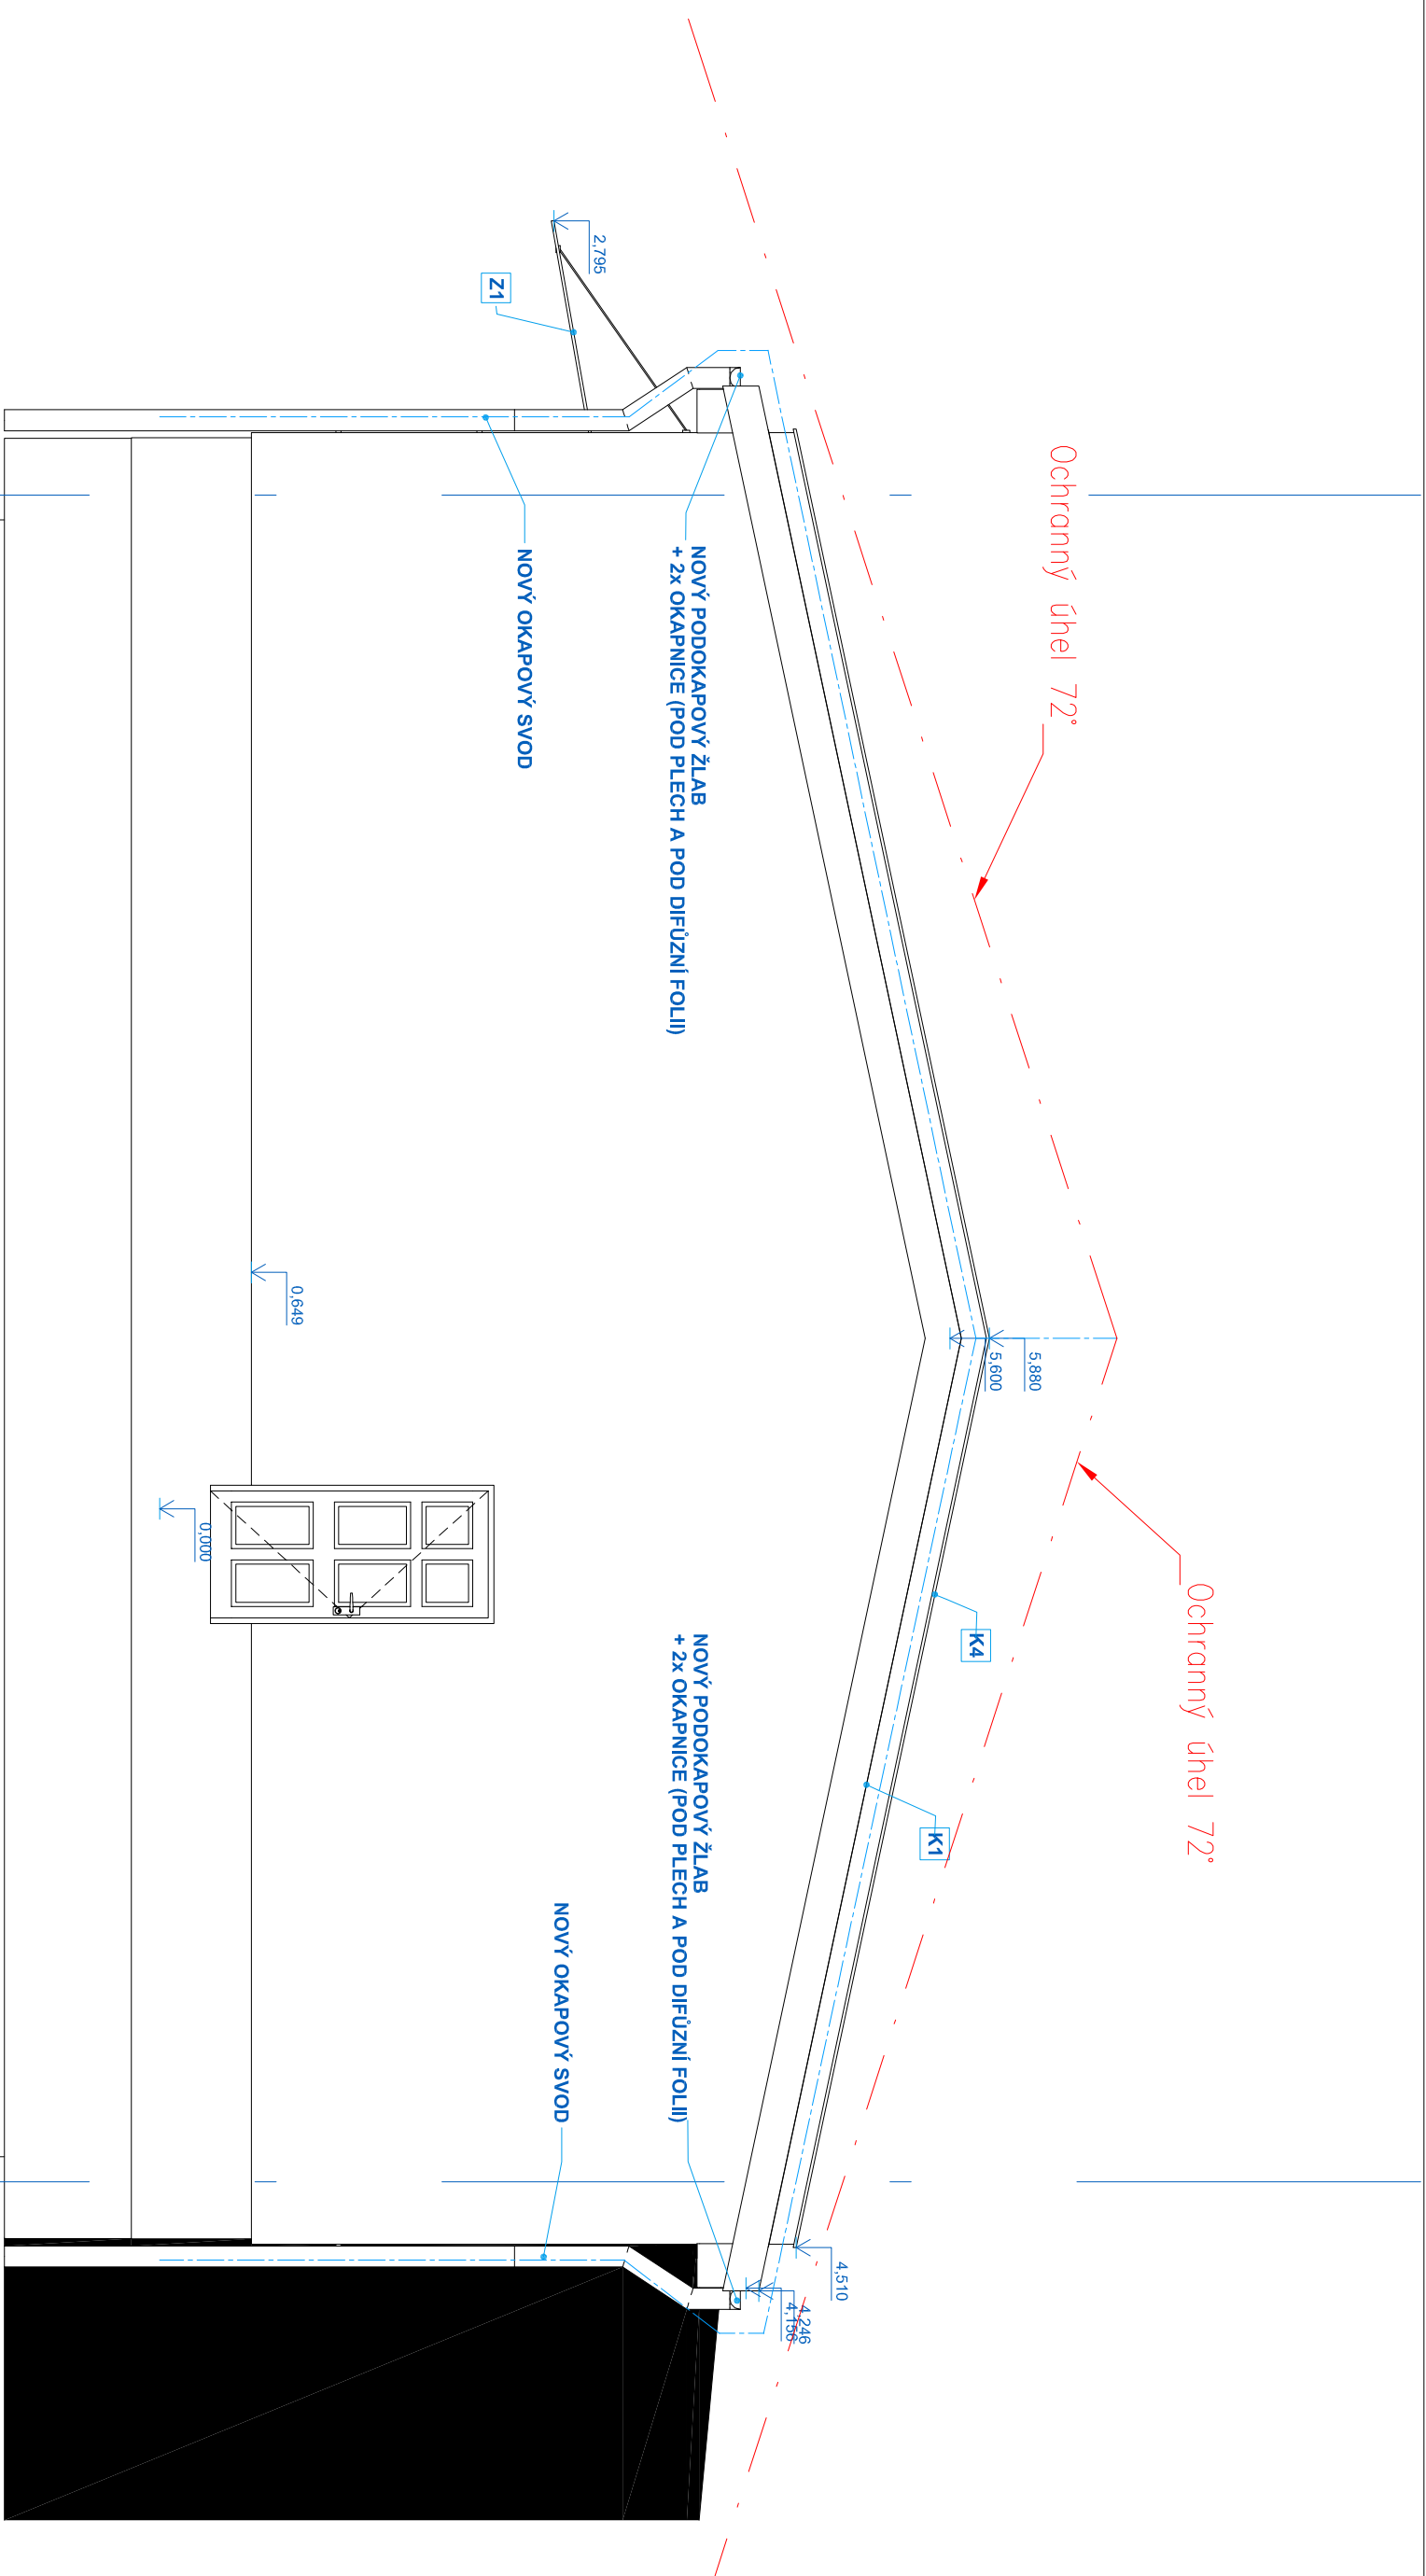 Ochranný úhel 72°
Ochranný úhel 72°
5,880
5,600
4,510
4,246
4,156
2,795
K4
K1
Z1
NOVÝ PODOKAPOVÝ ŽLAB
+ 2x OKAPNICE (POD PLECH A POD DIFŮZNÍ FOLII)
NOVÝ PODOKAPOVÝ ŽLAB
+ 2x OKAPNICE (POD PLECH A POD DIFŮZNÍ FOLII)
NOVÝ OKAPOVÝ SVOD
NOVÝ OKAPOVÝ SVOD
0,649
0,000